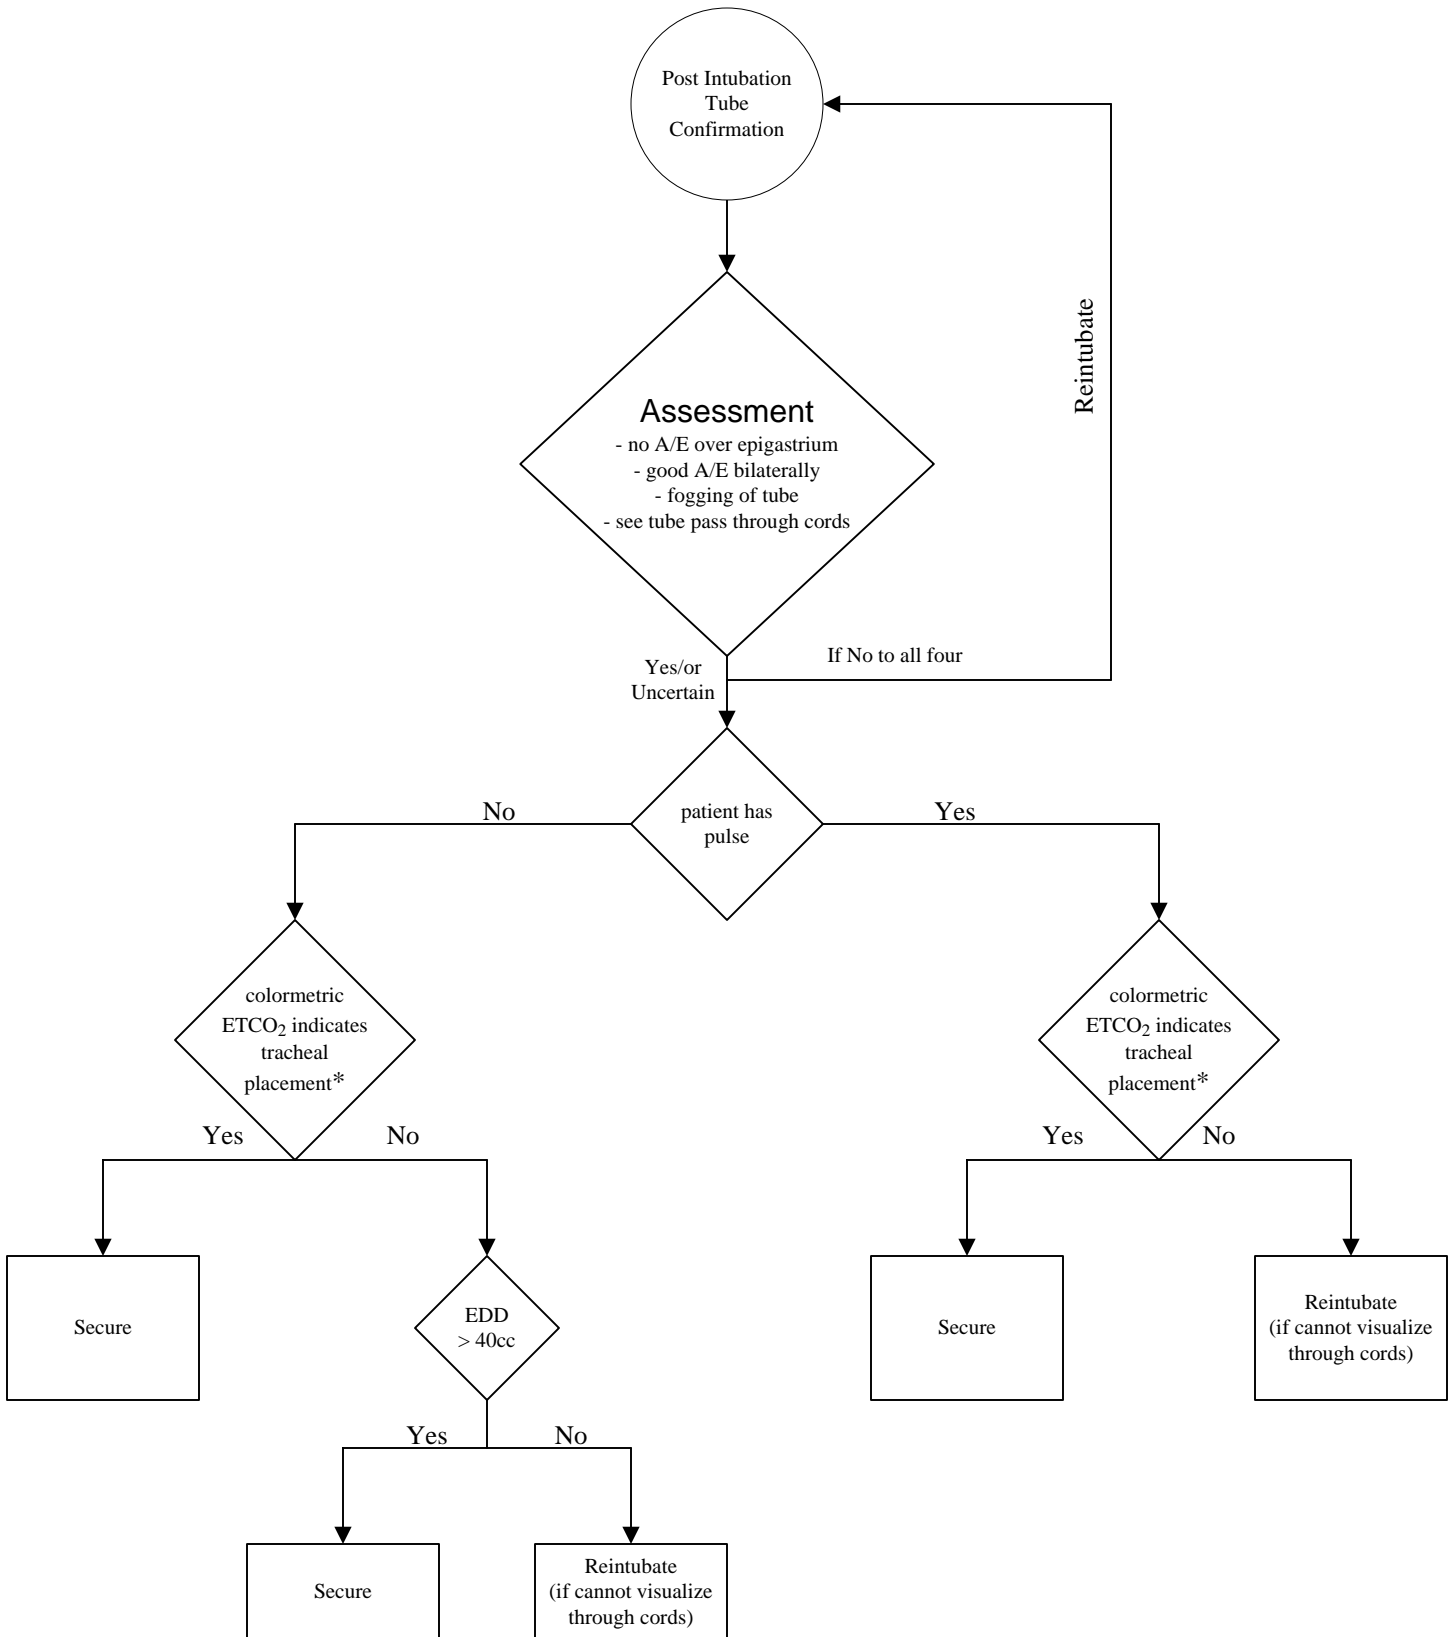 Post Intubation
Tube
Confirmation
Reintubate
Assessment
- no A/E over epigastrium
- good A/E bilaterally
- fogging of tube
- see tube pass through cords
Yes/or
Uncertain
If No to all four
patient has
pulse
No
Yes
colormetric
ETCO₂ indicates
tracheal
placement*
Yes
No
Secure
EDD
> 40cc
Yes
No
Secure
Reintubate
(if cannot visualize
through cords)
colormetric
ETCO₂ indicates
tracheal
placement*
Yes
No
Secure
Reintubate
(if cannot visualize
through cords)